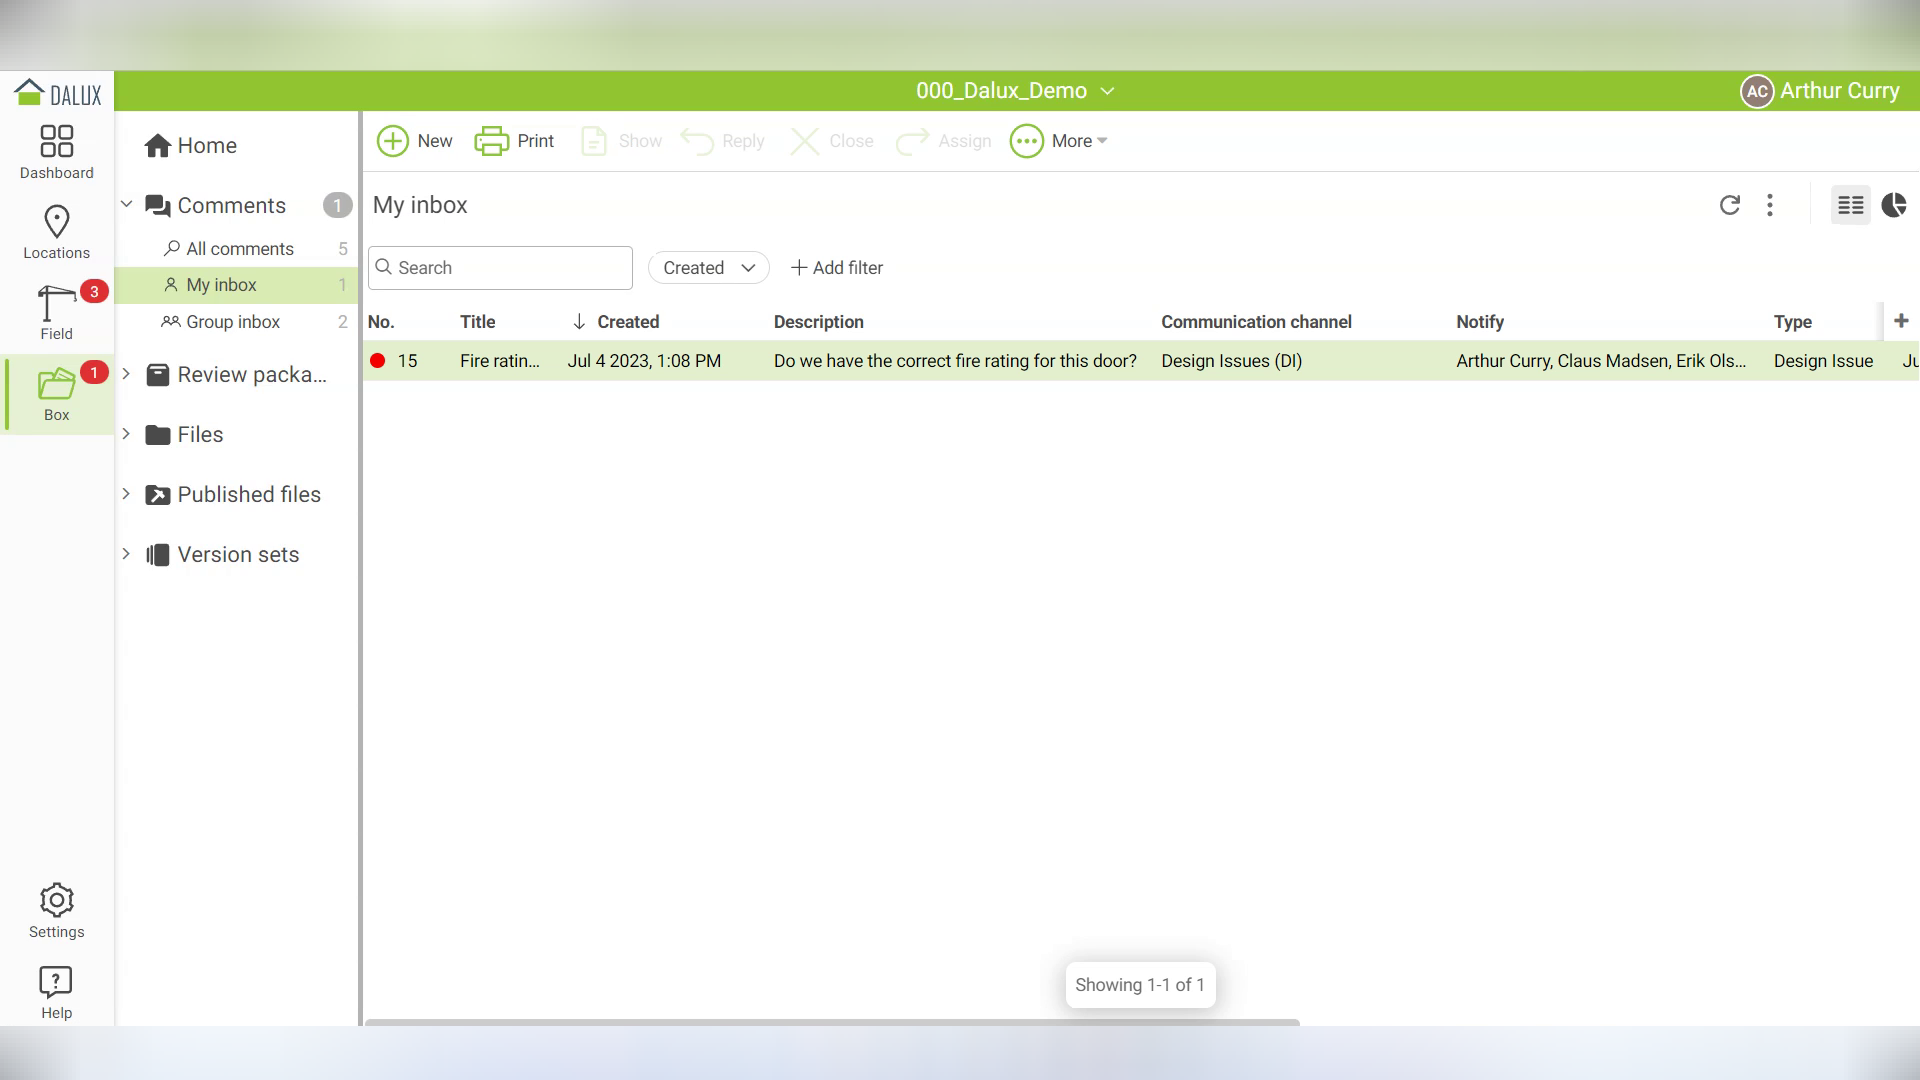 DALUX
000_Dalux_Demo
AC Arthur Curry
Dashboard
Locations
3
Field
1
Box
Settings
Help
Home
Comments 1
All comments 5
My inbox 1
Group inbox 2
Review packa...
Files
Published files
Version sets
New Print Show Reply Close Assign More
My inbox
Search Created Add filter
No. Title Created Description Communication channel Notify Type
15 Fire ratin... Jul 4 2023, 1:08 PM Do we have the correct fire rating for this door? Design Issues (DI) Arthur Curry, Claus Madsen, Erik Ols... Design Issue Ju
Showing 1-1 of 1